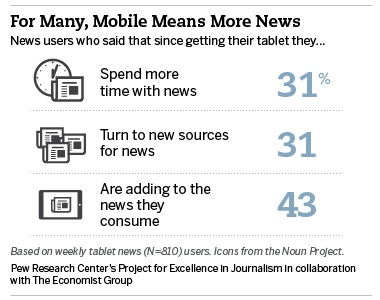 For Many, Mobile Means More News
News users who said that since getting their tablet they...
Spend more
time with news
31%
Turn to new sources
for news
31
Are adding to the
news they
consume
43
Based on weekly tablet news (N=810) users. Icons from the Noun Project.
Pew Research Center's Project for Excellence in Journalism in collaboration
with The Economist Group